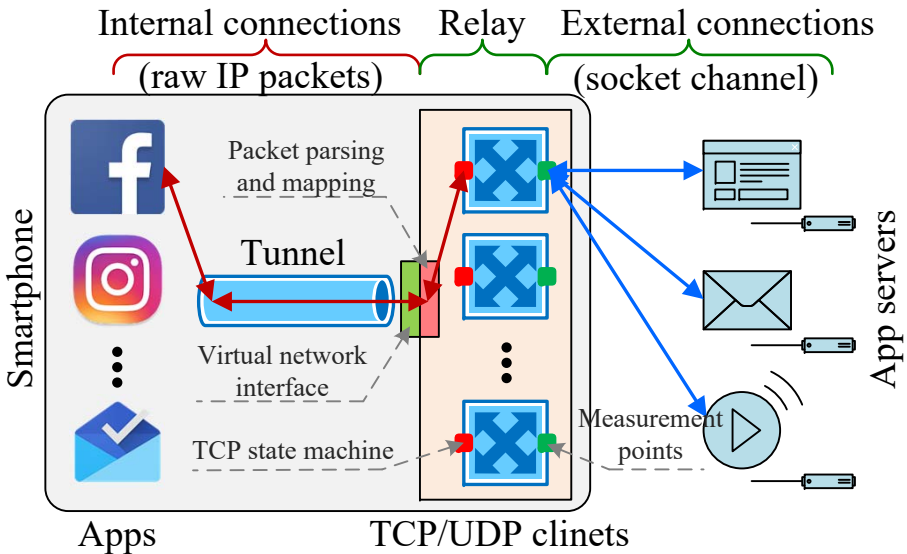 Internal connections
(raw IP packets)
Relay
External connections
(socket channel)
Smartphone
Packet parsing
and mapping
Tunnel
Virtual network
interface
TCP state machine
Measurement
points
App servers
Apps
TCP/UDP clinets